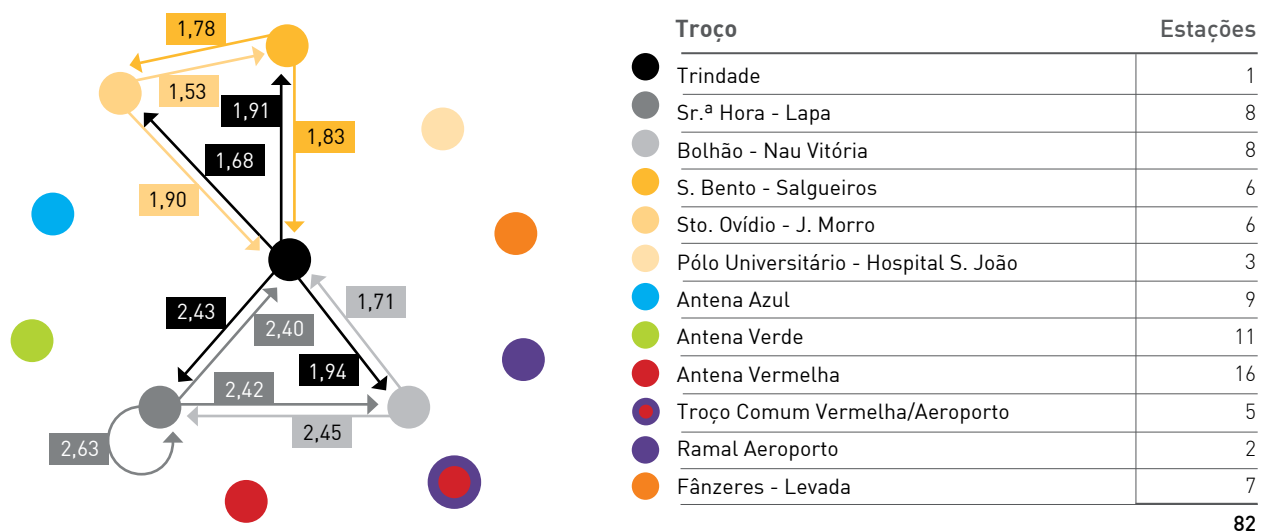 1,78
1,53
1,91
1,83
1,68
1,90
2,43
1,71
2,40
1,94
2,42
2,45
2,63
Troço Estações
Trindade 1
Sr.ª Hora - Lapa 8
Bolhão - Nau Vitória 8
S. Bento - Salgueiros 6
Sto. Ovídio - J. Morro 6
Pólo Universitário - Hospital S. João 3
Antena Azul 9
Antena Verde 11
Antena Vermelha 16
Troço Comum Vermelha/Aeroporto 5
Ramal Aeroporto 2
Fânzeres - Levada 7
82